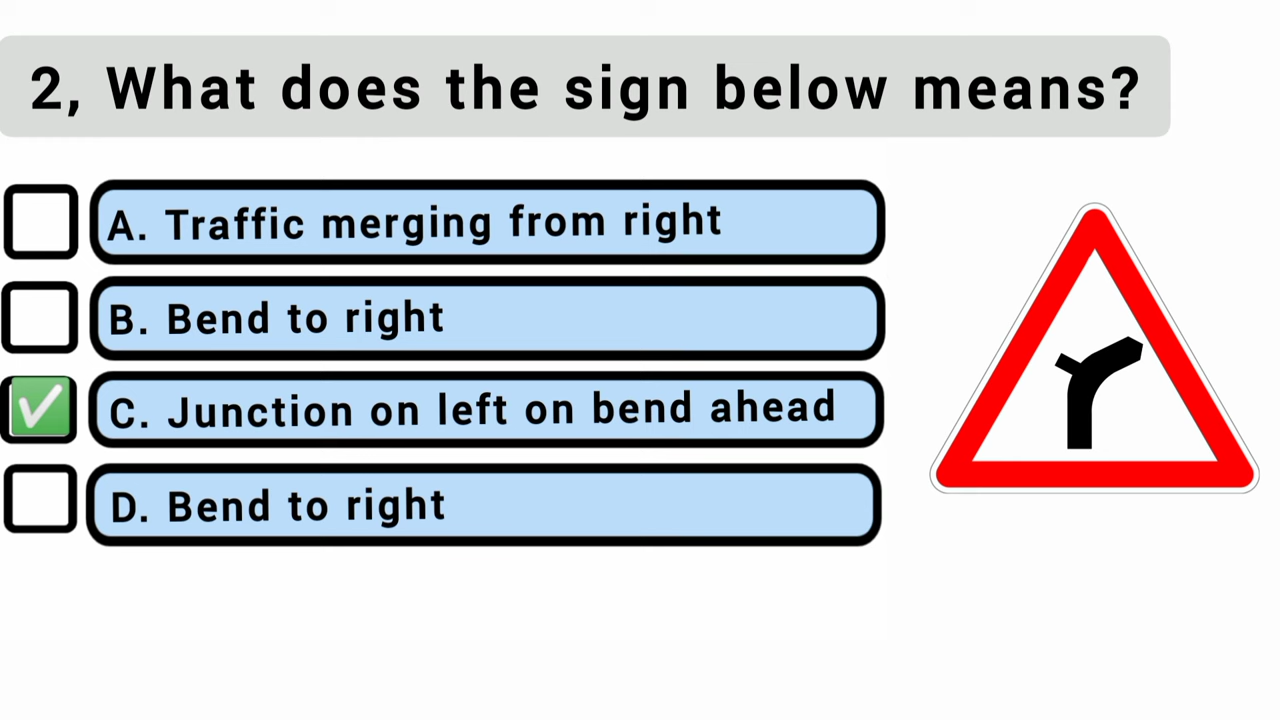 2, What does the sign below means?
A. Traffic merging from right
B. Bend to right
C. Junction on left on bend ahead
D. Bend to right